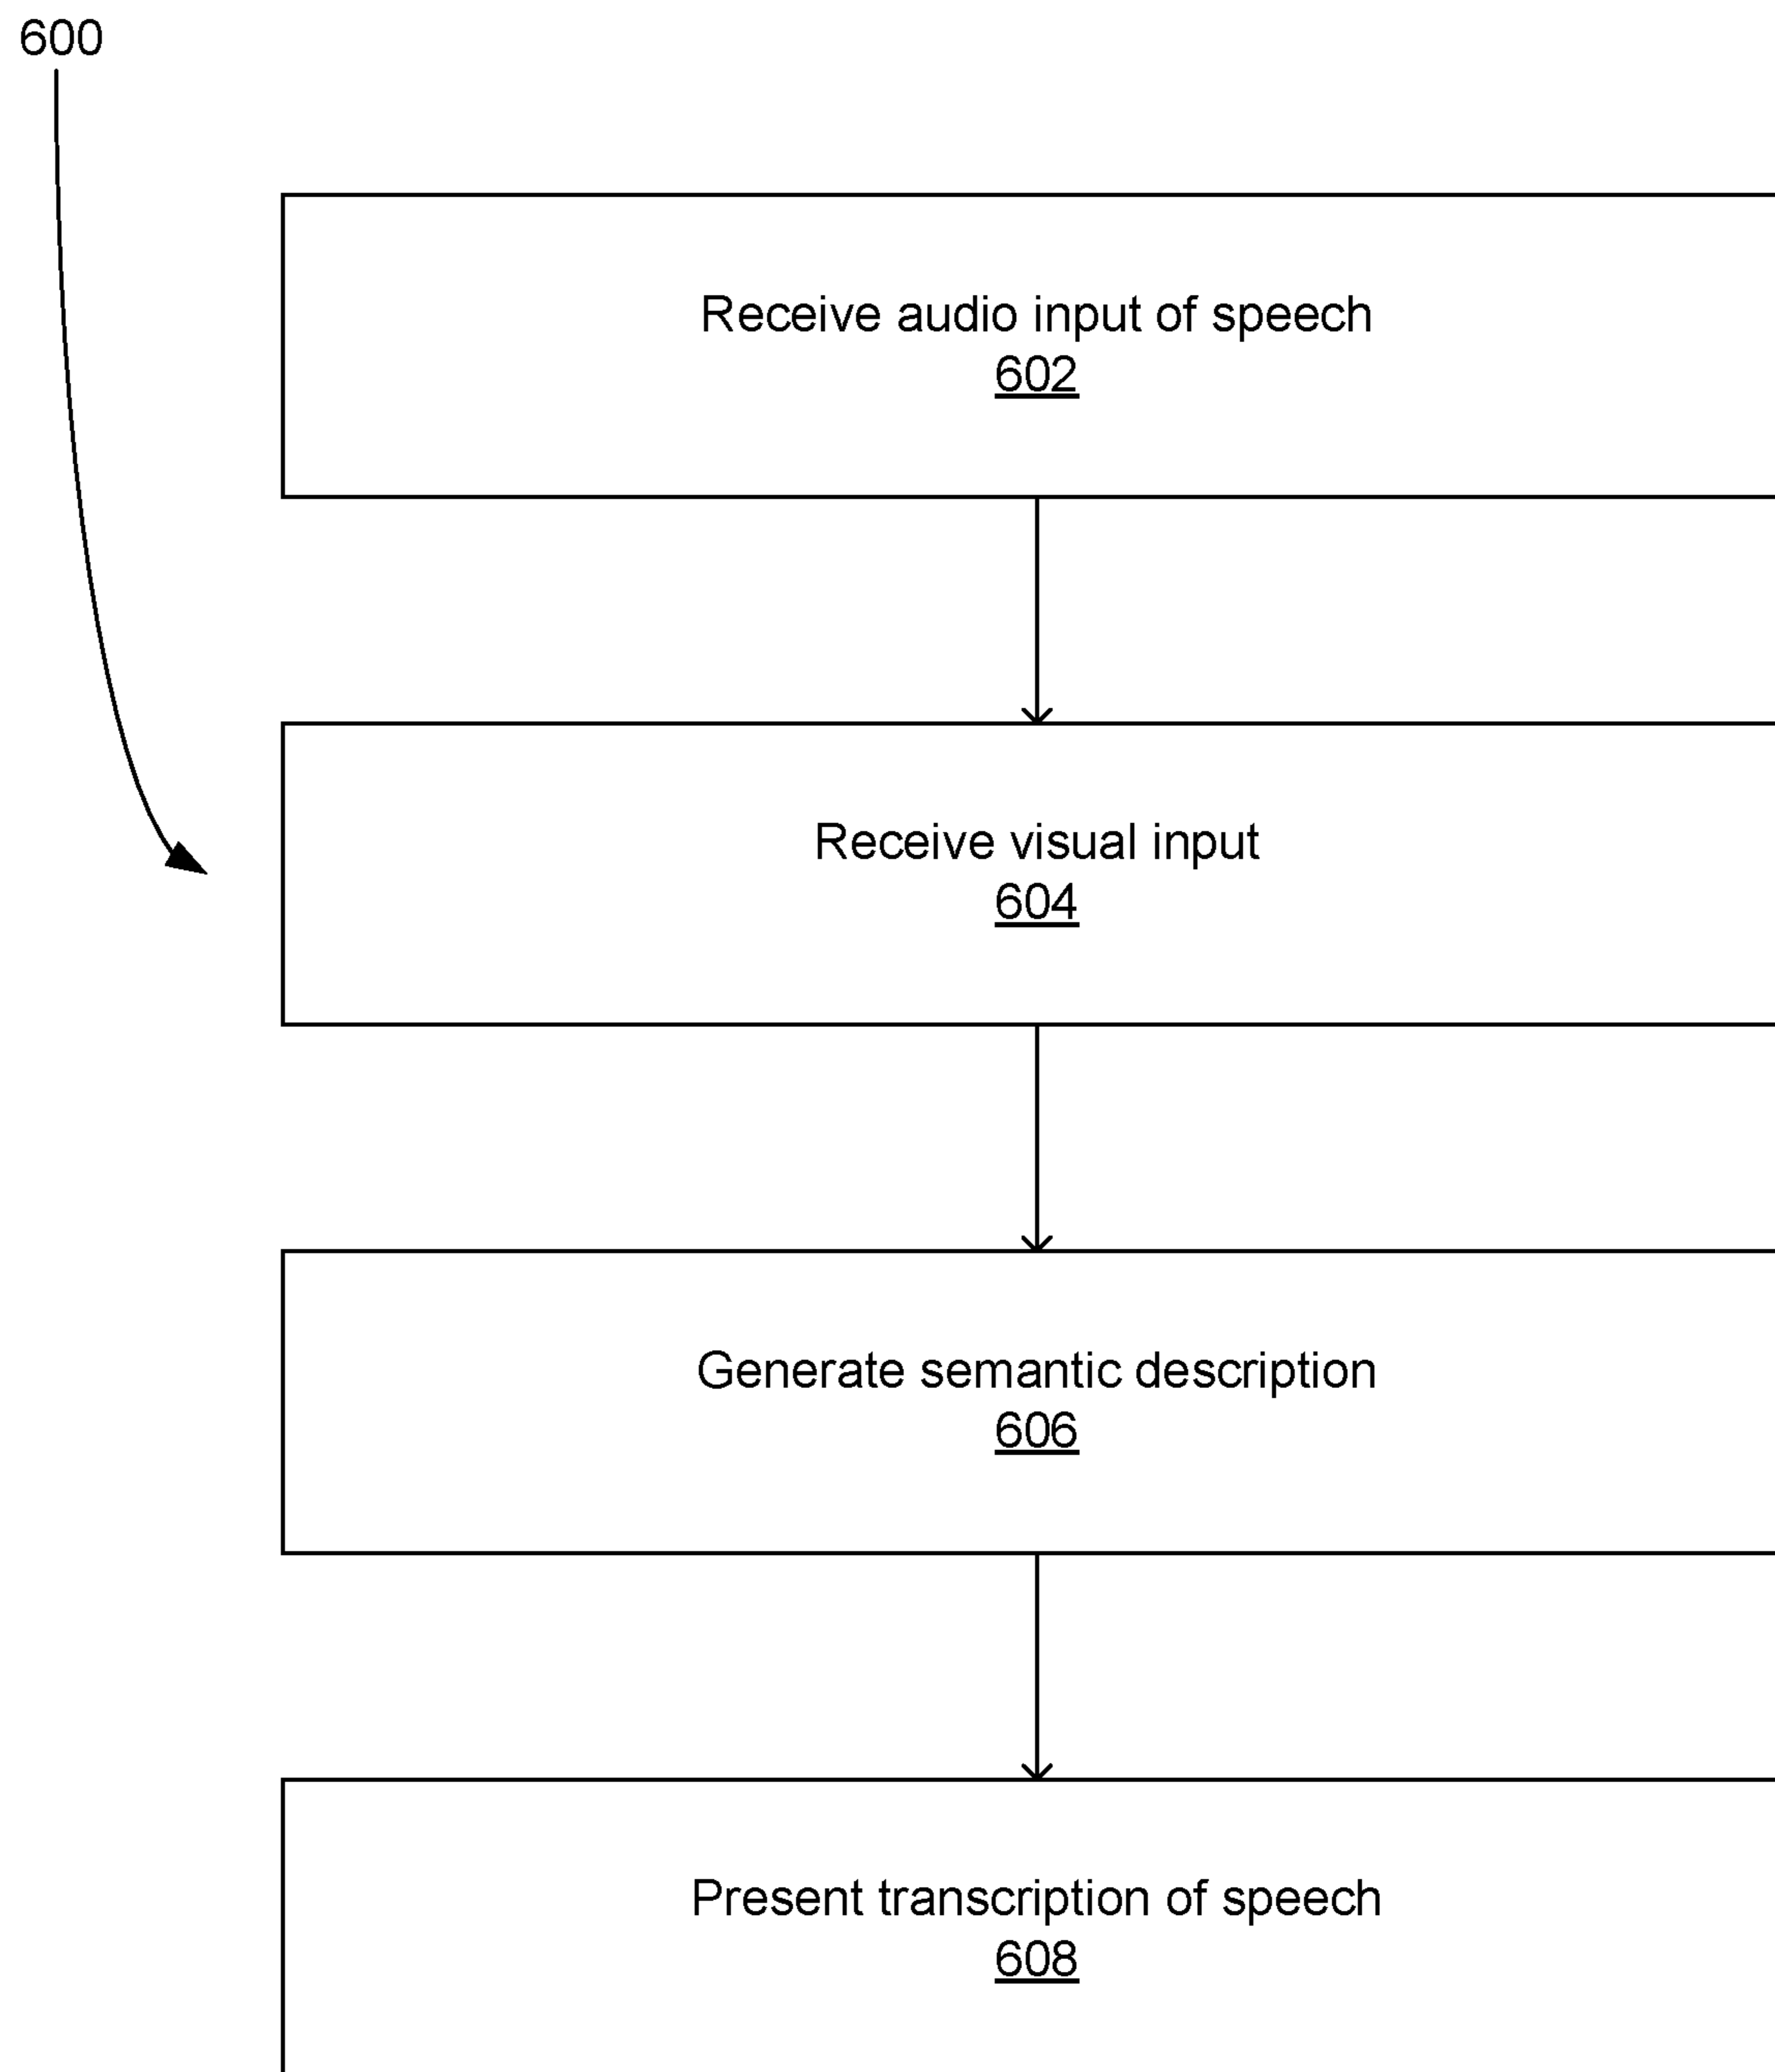 600
Receive audio input of speech
602
Receive visual input
604
Generate semantic description
606
Present transcription of speech
608